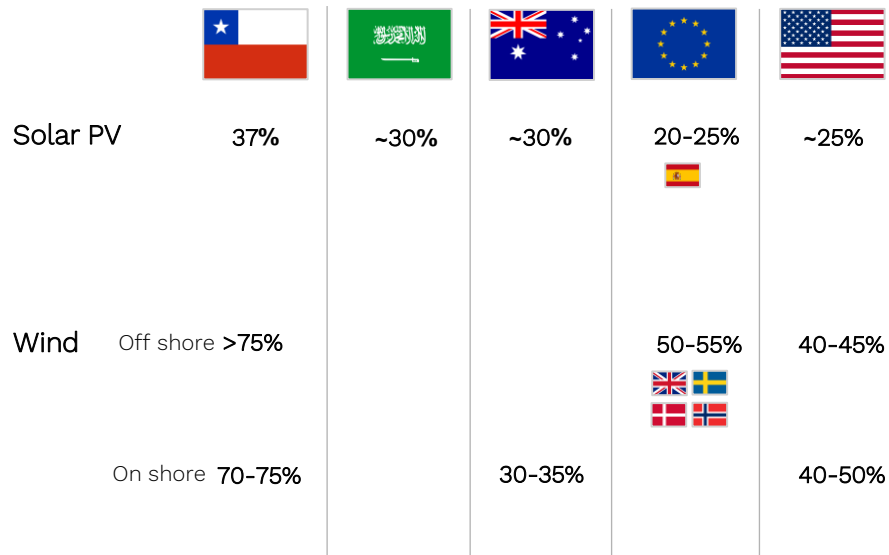 Solar PV 37% ~30% ~30% 20-25% ~25%
Wind Off shore >75% 50-55% 40-45%
On shore 70-75% 30-35% 40-50%